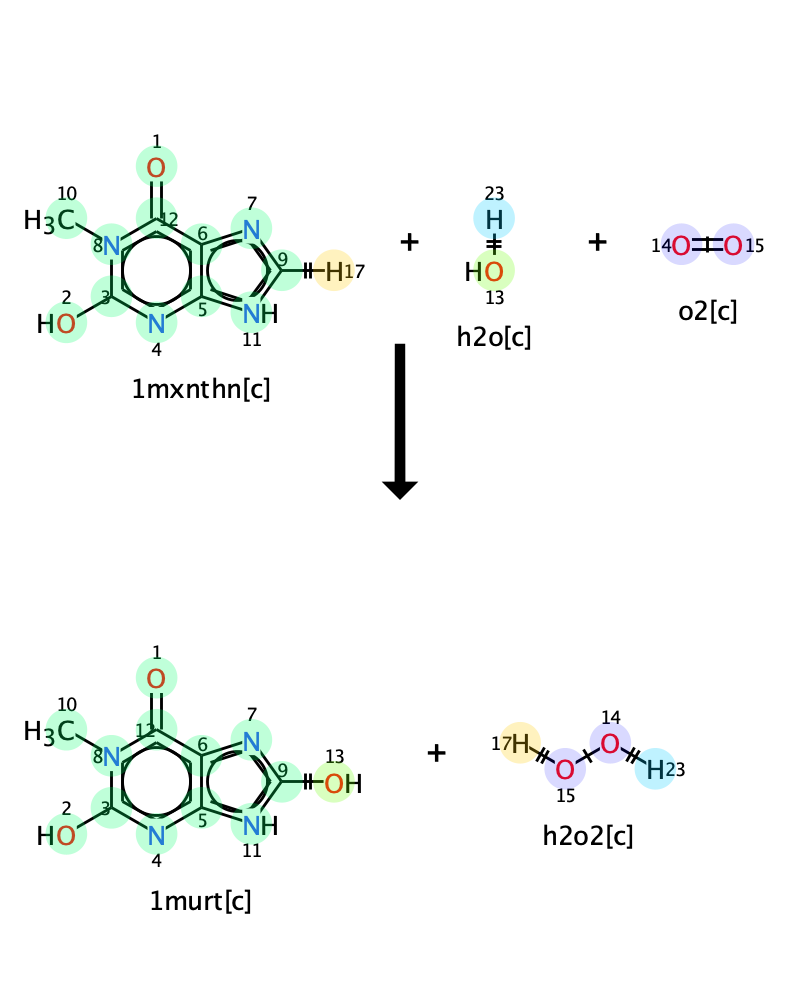 1
O
10
H3C
12
8
N
6
7
N
9
H17
2
HO
3
N
4
5
NH
11
1mxnthn[c]
+
23
H
HO
13
h2o[c]
+
14O
O15
o2[c]
1
O
10
H3C
12
8
N
6
7
N
9
13
OH
2
HO
3
N
4
5
NH
11
1murt[c]
+
17H
14
O
O
15
H23
h2o2[c]